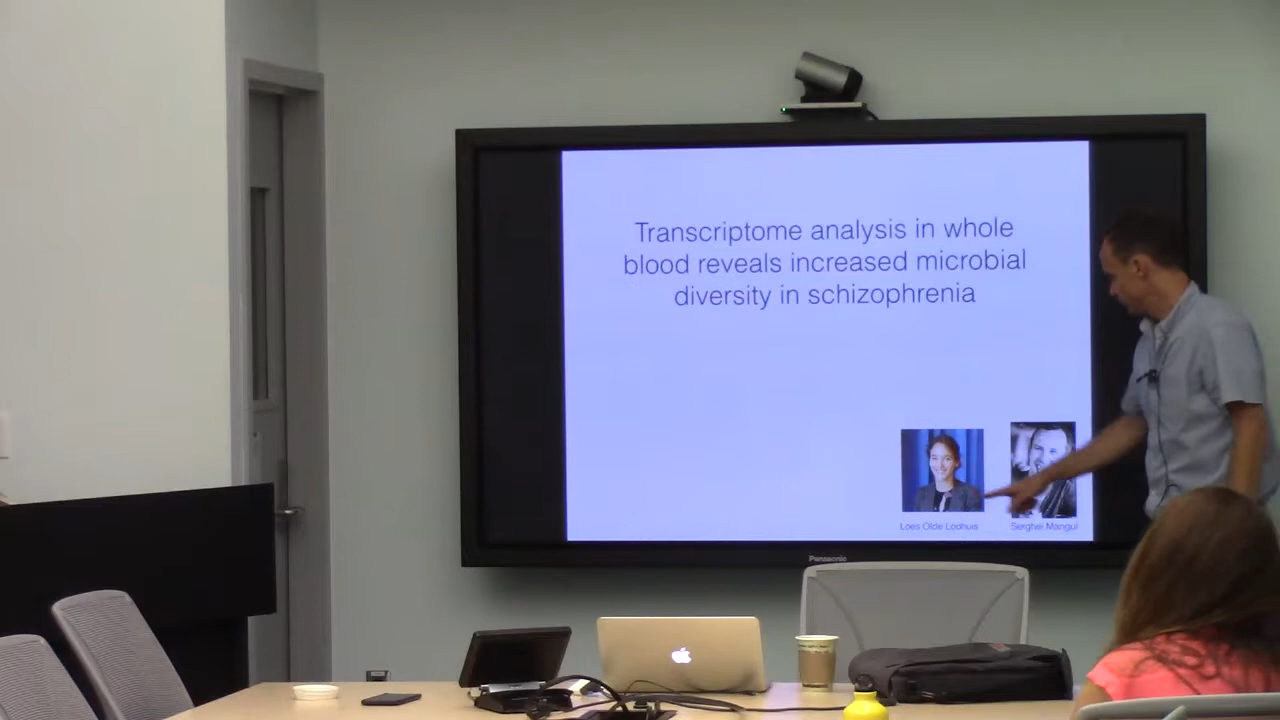 Transcriptome analysis in whole
blood reveals increased microbial
diversity in schizophrenia
Loes Olde Loohuis
Serghei Mangul
Panasonic